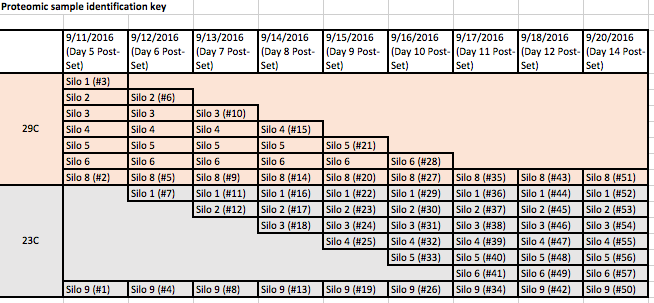 Proteomic sample identification key
9/11/2016 (Day 5 Post-Set) 9/12/2016 (Day 6 Post-Set) 9/13/2016 (Day 7 Post-Set) 9/14/2016 (Day 8 Post-Set) 9/15/2016 (Day 9 Post-Set) 9/16/2016 (Day 10 Post-Set) 9/17/2016 (Day 11 Post-Set) 9/18/2016 (Day 12 Post-Set) 9/20/2016 (Day 14 Post-Set)
29C
Silo 1 (#3)
Silo 2 Silo 2 (#6)
Silo 3 Silo 3 Silo 3 (#10)
Silo 4 Silo 4 Silo 4 Silo 4 (#15)
Silo 5 Silo 5 Silo 5 Silo 5 Silo 5 (#21)
Silo 6 Silo 6 Silo 6 Silo 6 Silo 6 Silo 6 (#28)
Silo 8 (#2) Silo 8 (#5) Silo 8 (#9) Silo 8 (#14) Silo 8 (#20) Silo 8 (#27) Silo 8 (#35) Silo 8 (#43) Silo 8 (#51)
23C
Silo 1 (#7) Silo 1 (#11) Silo 1 (#16) Silo 1 (#22) Silo 1 (#29) Silo 1 (#36) Silo 1 (#44) Silo 1 (#52)
Silo 2 (#12) Silo 2 (#17) Silo 2 (#23) Silo 2 (#30) Silo 2 (#37) Silo 2 (#45) Silo 2 (#53)
Silo 3 (#18) Silo 3 (#24) Silo 3 (#31) Silo 3 (#38) Silo 3 (#46) Silo 3 (#54)
Silo 4 (#25) Silo 4 (#32) Silo 4 (#39) Silo 4 (#47) Silo 4 (#55)
Silo 5 (#33) Silo 5 (#40) Silo 5 (#48) Silo 5 (#56)
Silo 6 (#41) Silo 6 (#49) Silo 6 (#57)
Silo 9 (#1) Silo 9 (#4) Silo 9 (#8) Silo 9 (#13) Silo 9 (#19) Silo 9 (#26) Silo 9 (#34) Silo 9 (#42) Silo 9 (#50)